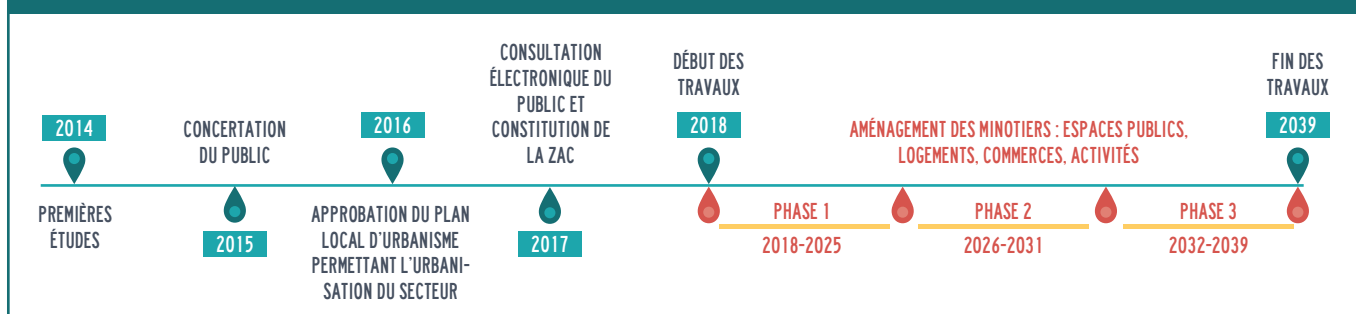 2014
PREMIÈRES
ÉTUDES
CONCERTATION
DU PUBLIC
2015
2016
APPROBATION DU PLAN
LOCAL D'URBANISME
PERMETTANT L'URBANI-
SATION DU SECTEUR
CONSULTATION
ÉLECTRONIQUE DU
PUBLIC ET
CONSTITUTION DE
LA ZAC
2017
DÉBUT DES
TRAVAUX
2018
AMÉNAGEMENT DES MINOTIERS : ESPACES PUBLICS,
LOGEMENTS, COMMERCES, ACTIVITÉS
PHASE 1
2018-2025
PHASE 2
2026-2031
PHASE 3
2032-2039
FIN DES
TRAVAUX
2039